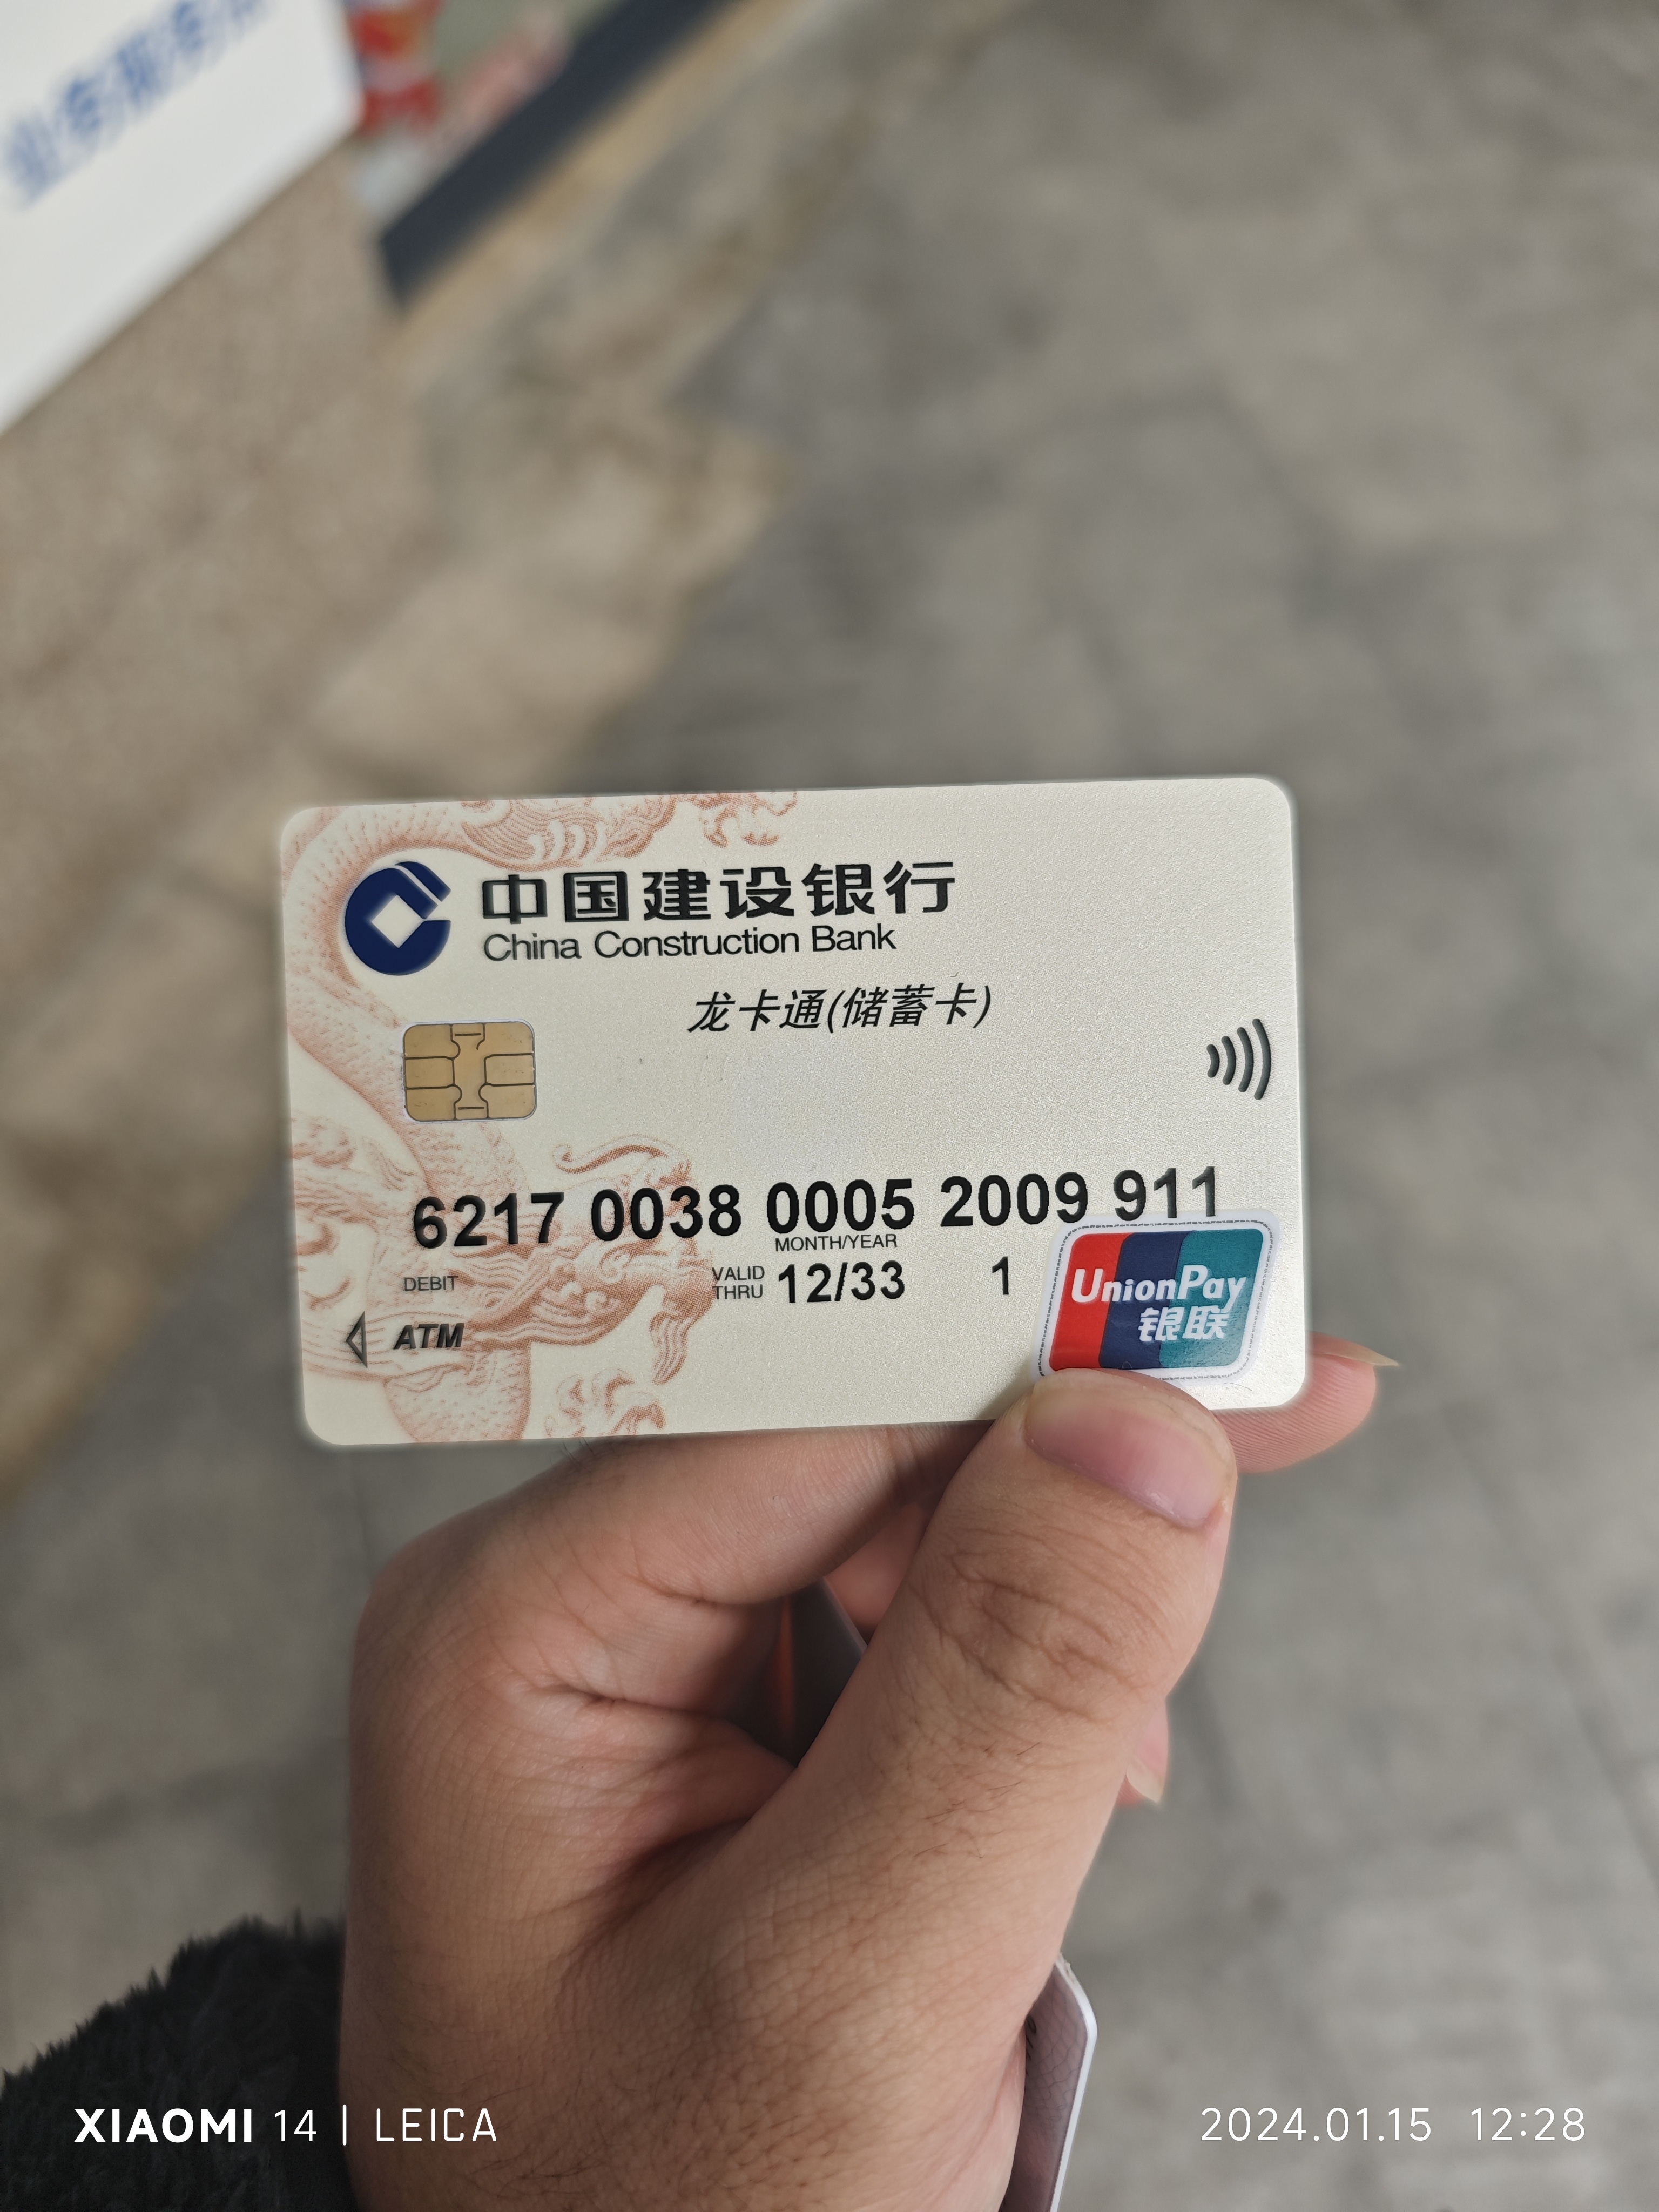 中国建设银行
China Construction Bank
龙卡通(储蓄卡)
6217 0038 0005 2009 911
MONTH/YEAR
DEBIT
VALID THRU 12/33 1
UnionPay
银联
ATM
XIAOMI 14 | LEICA
2024.01.15 12:28